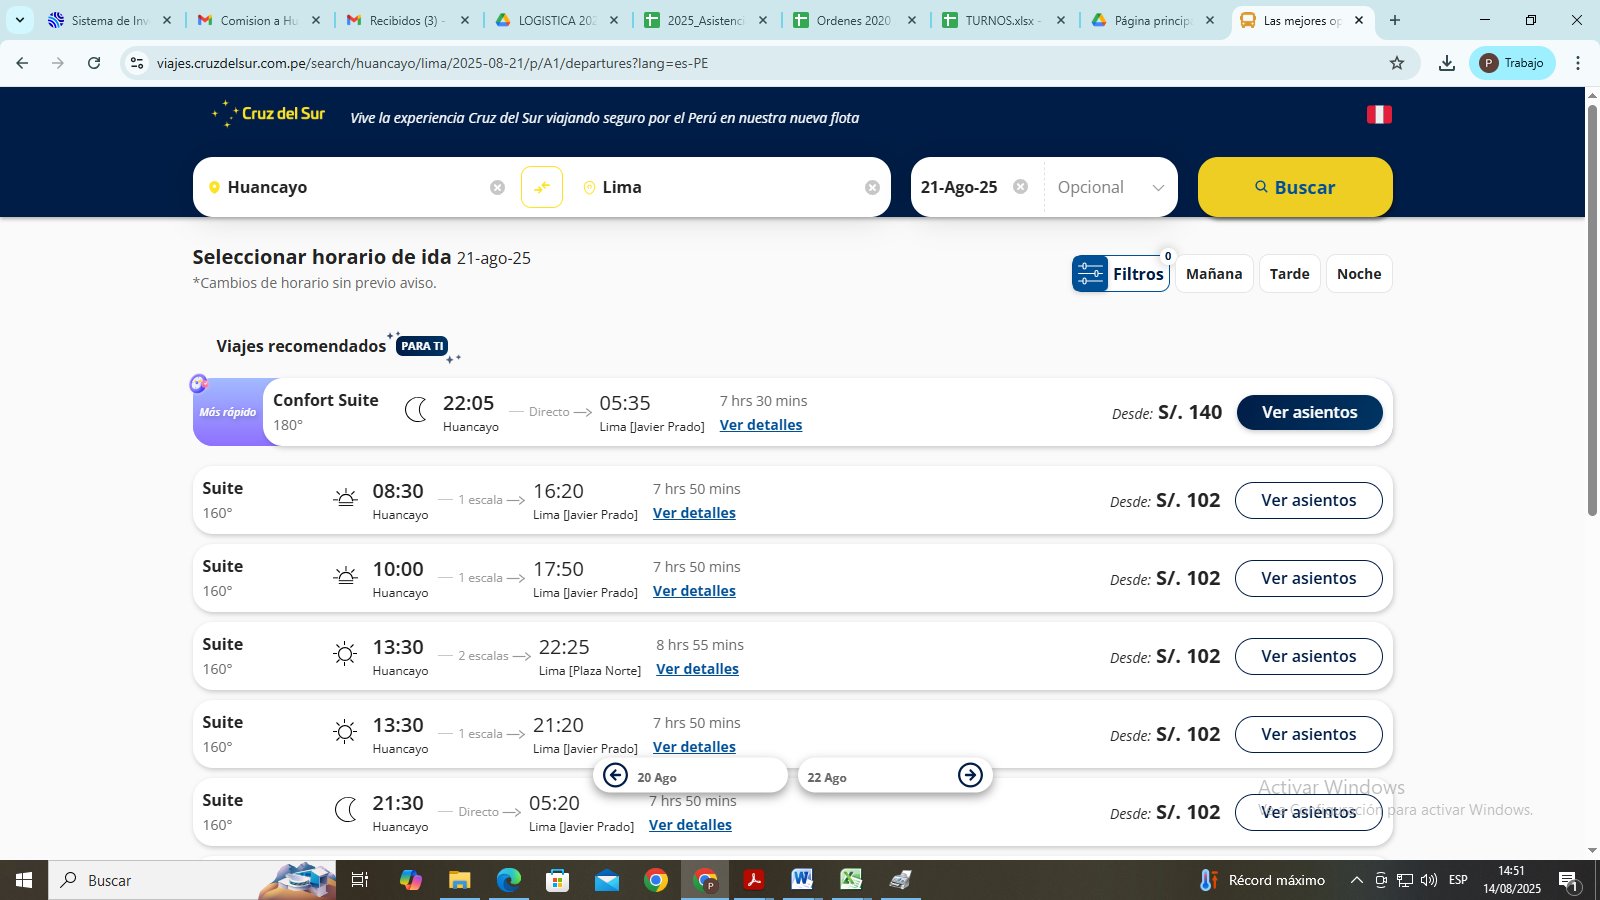 Sistema de Inv
Comision a Hu
Recibidos (3) -
LOGISTICA 202
2025_Asistenci
Ordenes 2020
TURNOS.xlsx -
Página principa
Las mejores op
viajes.cruzdelsur.com.pe/search/huancayo/lima/2025-08-21/p/A1/departures?lang=es-PE
P
Trabajo
Cruz del Sur
Vive la experiencia Cruz del Sur viajando seguro por el Perú en nuestra nueva flota
Huancayo
Lima
21-Ago-25
Opcional
Buscar
Seleccionar horario de ida 21-ago-25
*Cambios de horario sin previo aviso.
Filtros
0
Mañana
Tarde
Noche
Viajes recomendados PARA TI
Más rápido
Confort Suite
180°
22:05
Huancayo
Directo
05:35
Lima [Javier Prado]
7 hrs 30 mins
Ver detalles
Desde: S/. 140
Ver asientos
Suite
160°
08:30
Huancayo
1 escala
16:20
Lima [Javier Prado]
7 hrs 50 mins
Ver detalles
Desde: S/. 102
Ver asientos
Suite
160°
10:00
Huancayo
1 escala
17:50
Lima [Javier Prado]
7 hrs 50 mins
Ver detalles
Desde: S/. 102
Ver asientos
Suite
160°
13:30
Huancayo
2 escalas
22:25
Lima [Plaza Norte]
8 hrs 55 mins
Ver detalles
Desde: S/. 102
Ver asientos
Suite
160°
13:30
Huancayo
1 escala
21:20
Lima [Javier Prado]
7 hrs 50 mins
Ver detalles
Desde: S/. 102
Ver asientos
20 Ago
22 Ago
Suite
160°
21:30
Huancayo
Directo
05:20
Lima [Javier Prado]
7 hrs 50 mins
Ver detalles
Desde: S/. 102
Ver asientos
Activar Windows
Ve a Configuración para activar Windows.
Buscar
Récord máximo
ESP
14:51
14/08/2025
1